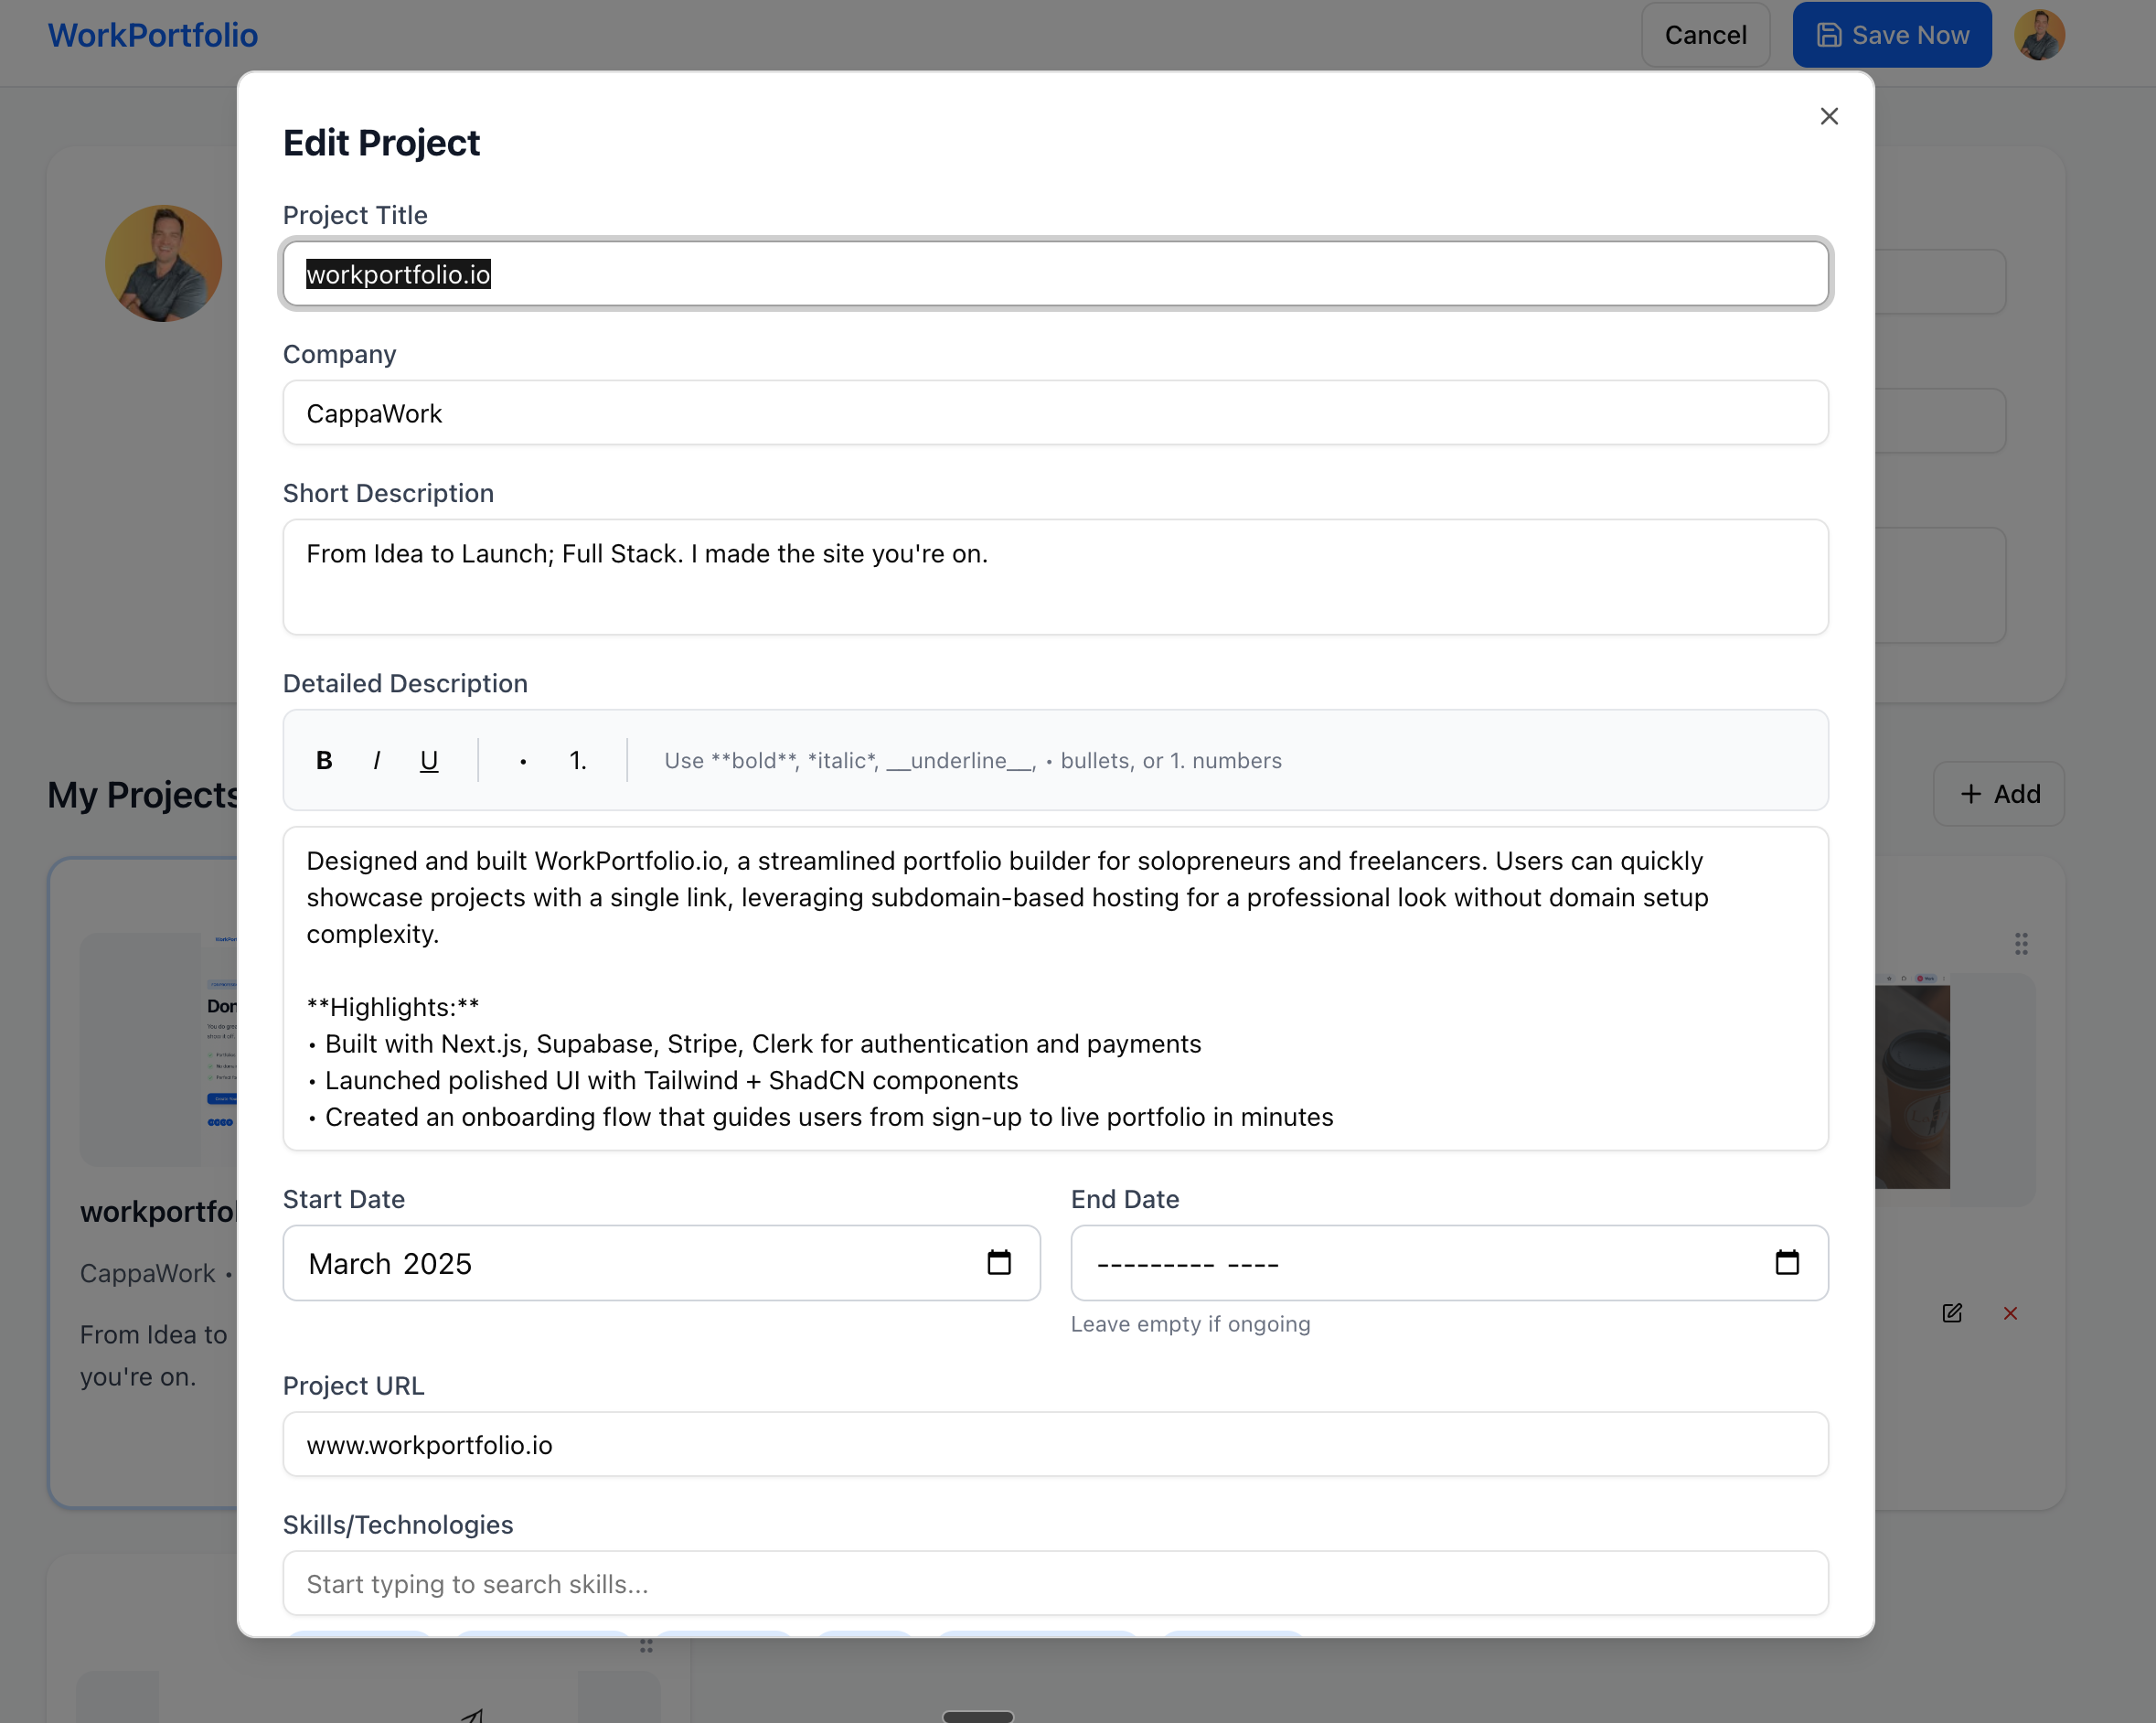 WorkPortfolio
Cancel
Save Now
Edit Project
Project Title
workportfolio.io
Company
CappaWork
Short Description
From Idea to Launch; Full Stack. I made the site you're on.
Detailed Description
B I U • 1. Use **bold**, *italic*, __underline__, • bullets, or 1. numbers
My Projects
+ Add
Designed and built WorkPortfolio.io, a streamlined portfolio builder for solopreneurs and freelancers. Users can quickly
showcase projects with a single link, leveraging subdomain-based hosting for a professional look without domain setup
complexity.
**Highlights:**
• Built with Next.js, Supabase, Stripe, Clerk for authentication and payments
• Launched polished UI with Tailwind + ShadCN components
• Created an onboarding flow that guides users from sign-up to live portfolio in minutes
Start Date
End Date
March 2025
--------- ----
Leave empty if ongoing
workportfol
CappaWork •
From Idea to
you're on.
Project URL
www.workportfolio.io
Skills/Technologies
Start typing to search skills...